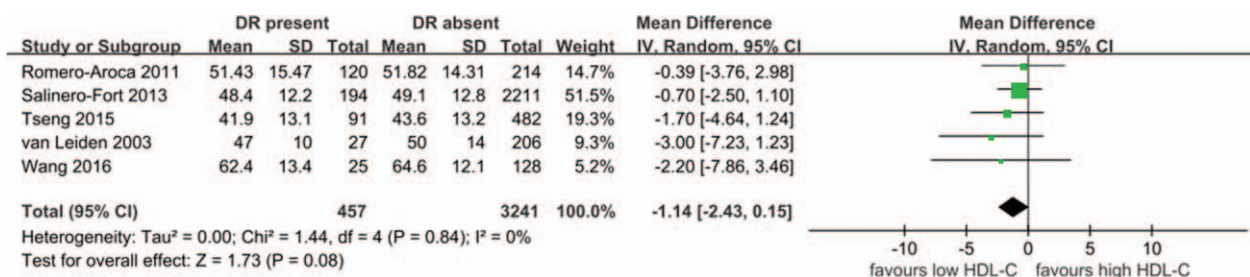 DR present DR absent Mean Difference Mean Difference
Study or Subgroup Mean SD Total Mean SD Total Weight IV, Random, 95% CI IV, Random, 95% CI
Romero-Aroca 2011 51.43 15.47 120 51.82 14.31 214 14.7% -0.39 [-3.76, 2.98]
Salinero-Fort 2013 48.4 12.2 194 49.1 12.8 2211 51.5% -0.70 [-2.50, 1.10]
Tseng 2015 41.9 13.1 91 43.6 13.2 482 19.3% -1.70 [-4.64, 1.24]
van Leiden 2003 47 10 27 50 14 206 9.3% -3.00 [-7.23, 1.23]
Wang 2016 62.4 13.4 25 64.6 12.1 128 5.2% -2.20 [-7.86, 3.46]
Total (95% CI) 457 3241 100.0% -1.14 [-2.43, 0.15]
Heterogeneity: Tau² = 0.00; Chi² = 1.44, df = 4 (P = 0.84); I² = 0%
Test for overall effect: Z = 1.73 (P = 0.08)
-10 -5 0 5 10
favours low HDL-C favours high HDL-C